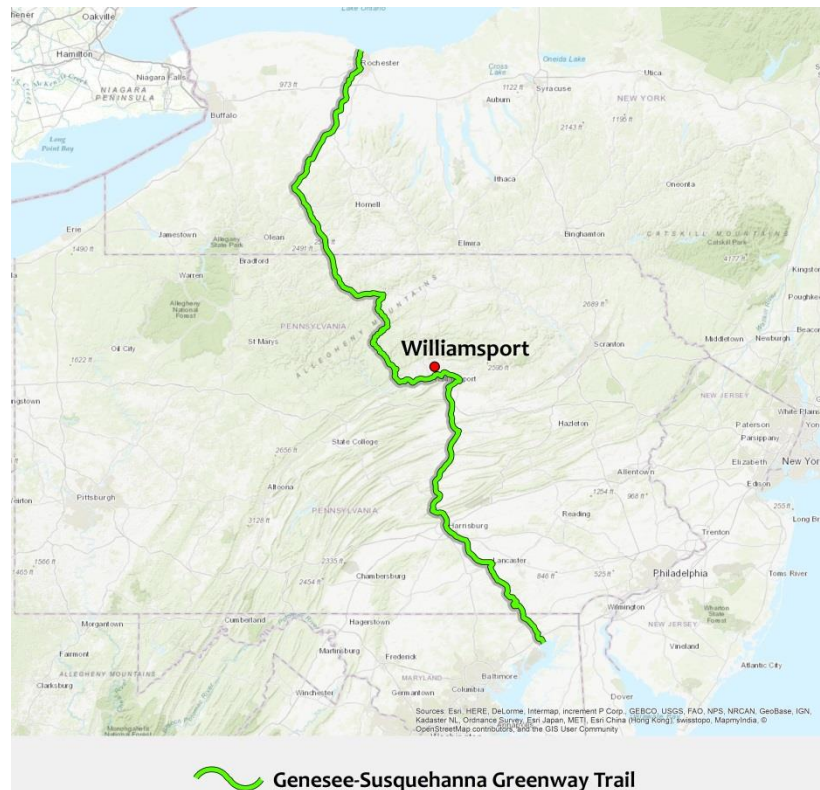 Lake Ontario
Oakville
Hamilton
Niagara Falls
NIAGARA
PENINSULA
Rochester
973 ft
Cross
Lake
Oneida Lake
Utica
1122 ft
Syracuse
Auburn
NEW YORK
Buffalo
Long
Point Bay
2143 ft
1195 ft
Ithaca
Oneonta
Hornell
Erie
1490 ft
Jamestown
Allegany
State Park
Olean
2491 ft
Elmira
Binghamton
CATSKILL MOUNTAINS
Catskill Park
4177 ft
Kingston
Bradford
Warren
Allegheny
National
Forest
2689 ft
Poughkeep
PENNSYLVANIA
ALLEGHENY MOUNTAINS
St Marys
Oil City
1622 ft
Williamsport
2595 ft
Scranton
Middletown
Newburgh
Beacon
NEW JERSEY
White Plains
Yon
Paterson
Parsippany
ngstown
State College
Hazleton
2656 ft
Elizabeth
New York
Edison
Allentown
Altoona
1254 ft
968 ft
255 ft
Pittsburgh
PENNSYLVANIA
3128 ft
Harrisburg
Reading
Trenton
Long Br
1566 ft
1465 ft
2335 ft
2454 ft
Chambersburg
Lancaster
846 ft
525 ft
Philadelphia
Toms River
Cumberland
Hagerstown
Wilmington
Wharton
State
Forest
NEW JERSEY
Morgantown
Fairmont
Martinsburg
Frederick
Vineland
ALLEGHENY MOUNTAINS
Clarksburg
MARYLAND
Baltimore
Atlantic City
Winchester
Germantown
Columbia
Dover
Sources: Esri, HERE, DeLorme, Intermap, increment P Corp., GEBCO, USGS, FAO, NPS, NRCAN, GeoBase, IGN,
Kadaster NL, Ordnance Survey, Esri Japan, METI, Esri China (Hong Kong), swisstopo, MapmyIndia, ©
OpenStreetMap contributors, and the GIS User Community
Genesee-Susquehanna Greenway Trail